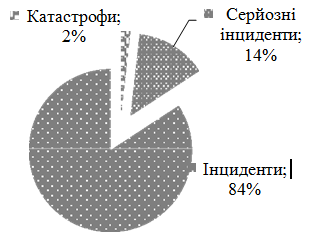 Катастрофи;
2%
Серйозні
інциденти;
14%
Інциденти;
84%